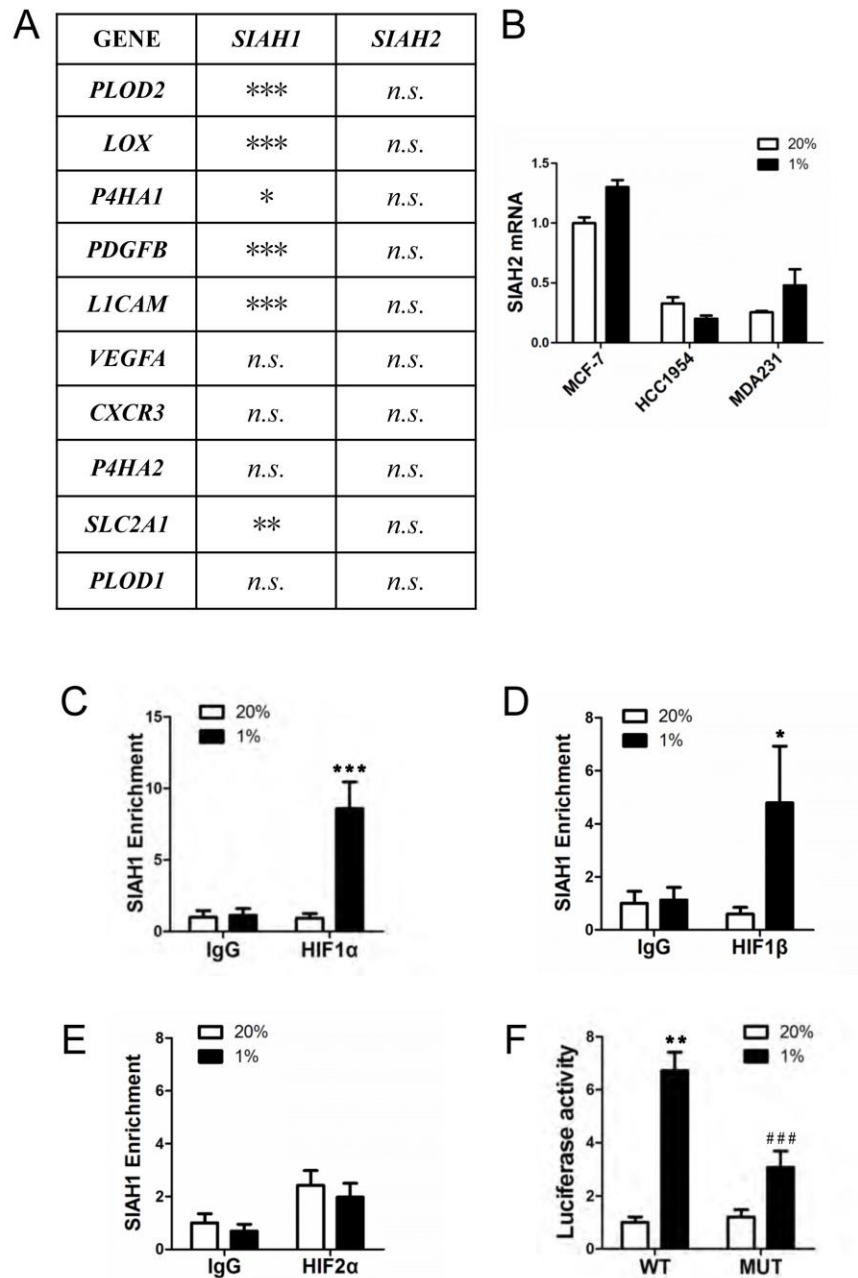 A
GENE SIAH1 SIAH2
PLOD2 *** n.s.
LOX *** n.s.
P4HA1 * n.s.
PDGFB *** n.s.
L1CAM *** n.s.
VEGFA n.s. n.s.
CXCR3 n.s. n.s.
P4HA2 n.s. n.s.
SLC2A1 ** n.s.
PLOD1 n.s. n.s.
B
20%
1%
SIAH2 mRNA
1.5
1.0
0.5
0.0
MCF-7 HCC1954 MDA231
C
20%
1%
SIAH1 Enrichment
15
10
5
0
***
IgG HIF1α
D
20%
1%
SIAH1 Enrichment
8
6
4
2
0
*
IgG HIF1β
E
20%
1%
SIAH1 Enrichment
8
6
4
2
0
IgG HIF2α
F
20%
1%
Luciferase activity
8
6
4
2
0
**
###
WT MUT